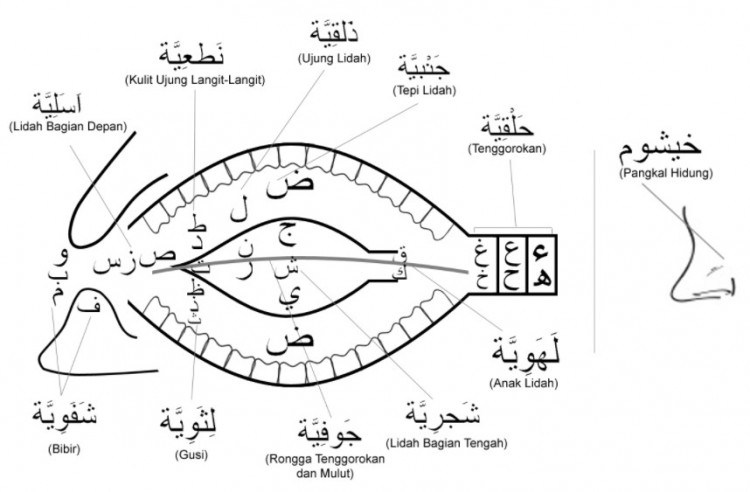 ذَلَقِيَّة
(Ujung Lidah)
نَطَعِيَّة
(Kulit Ujung Langit-Langit)
جَنْبِيَّة
(Tepi Lidah)
اَسَلِيَّة
(Lidah Bagian Depan)
حَلْقِيَّة
(Tenggorokan)
خيشوم
(Pangkal Hidung)
ض
ل
ط
د
ت
ج
ش
ي
ن
ر
ص
ز س
و
ب
م
ف
ظ
ذ
ث
ض
ق
ك
غ ع ء
خ ح ه
لَهَوِيَّة
(Anak Lidah)
شَفَوِيَّة
(Bibir)
لِثَوِيَّة
(Gusi)
جَوفِيَّة
(Rongga Tenggorokan
dan Mulut)
شَجرِيَّة
(Lidah Bagian Tengah)